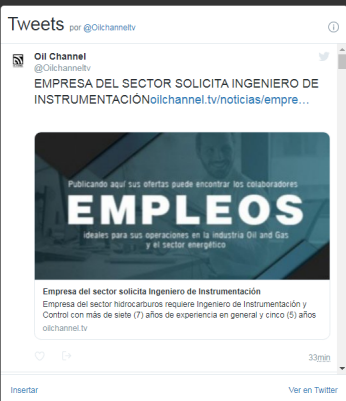 Tweets por @Oilchanneltv
Oil Channel
@Oilchanneltv
EMPRESA DEL SECTOR SOLICITA INGENIERO DE
INSTRUMENTACIÓNoilchannel.tv/noticias/empre…
Publicando aquí sus ofertas puede encontrar los colaboradores
EMPLEOS
ideales para sus operaciones en la industria Oil and Gas
y el sector energético
Empresa del sector solicita Ingeniero de Instrumentación
Empresa del sector hidrocarburos requiere Ingeniero de Instrumentación y
Control con más de siete (7) años de experiencia en general y cinco (5) años
oilchannel.tv
33min
Insertar
Ver en Twitter